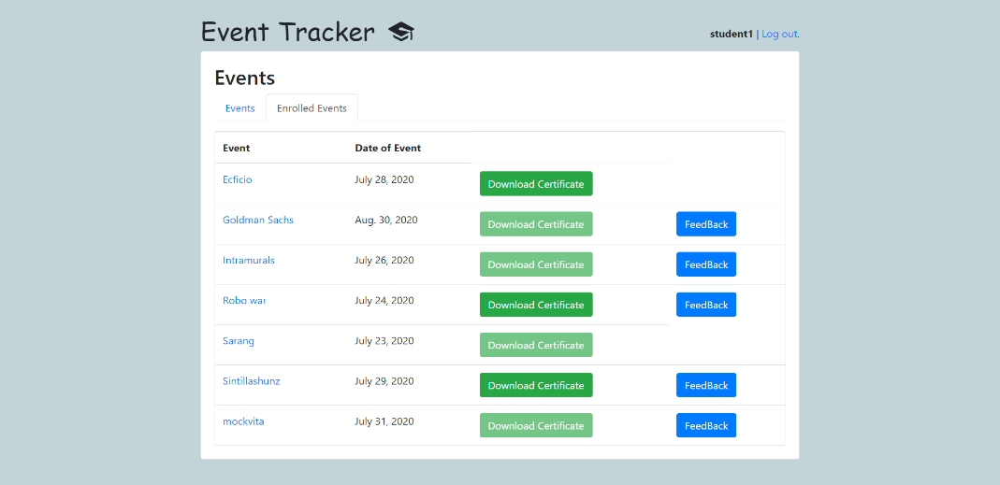 Event Tracker
student1 | Log out.
Events
Events Enrolled Events
Event Date of Event
Ecficio July 28, 2020 Download Certificate
Goldman Sachs Aug. 30, 2020 Download Certificate FeedBack
Intramurals July 26, 2020 Download Certificate FeedBack
Robo war July 24, 2020 Download Certificate FeedBack
Sarang July 23, 2020 Download Certificate
Sintillashunz July 29, 2020 Download Certificate FeedBack
mockvita July 31, 2020 Download Certificate FeedBack